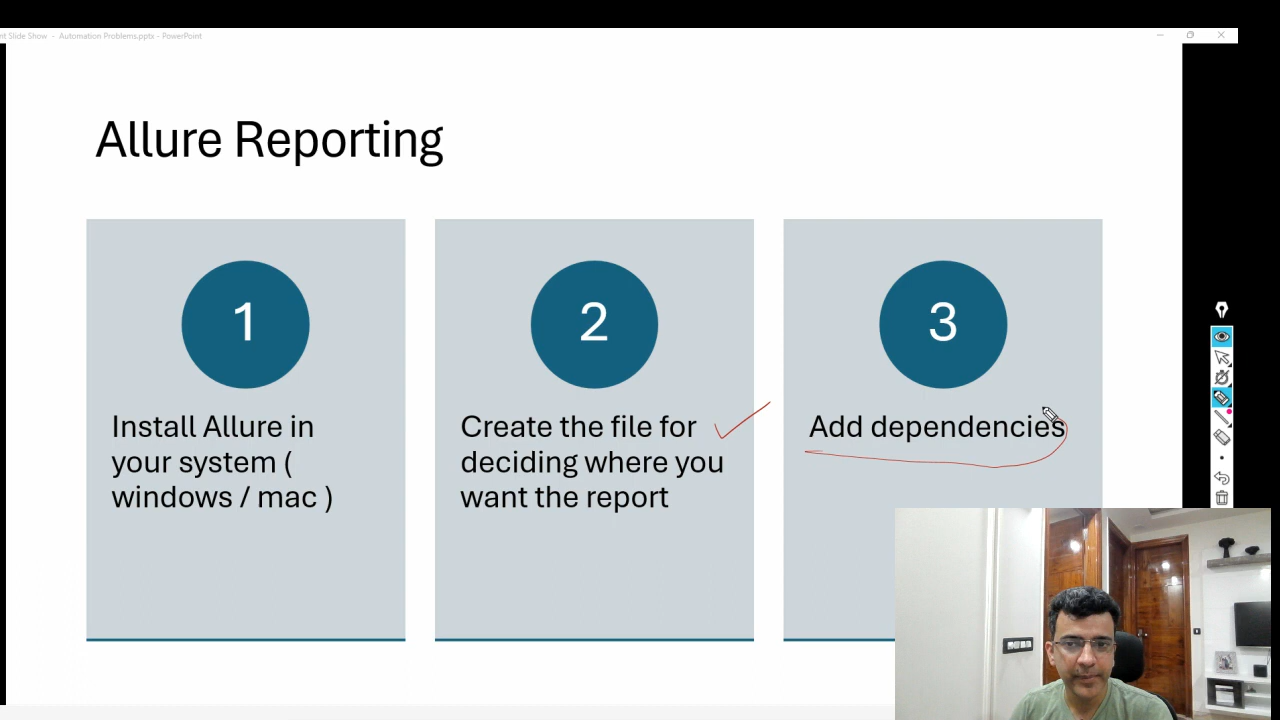 nt Slide Show - Automation Problems.pptx - PowerPoint
Allure Reporting
1
Install Allure in
your system (
windows / mac )
2
Create the file for
deciding where you
want the report
3
Add dependencies